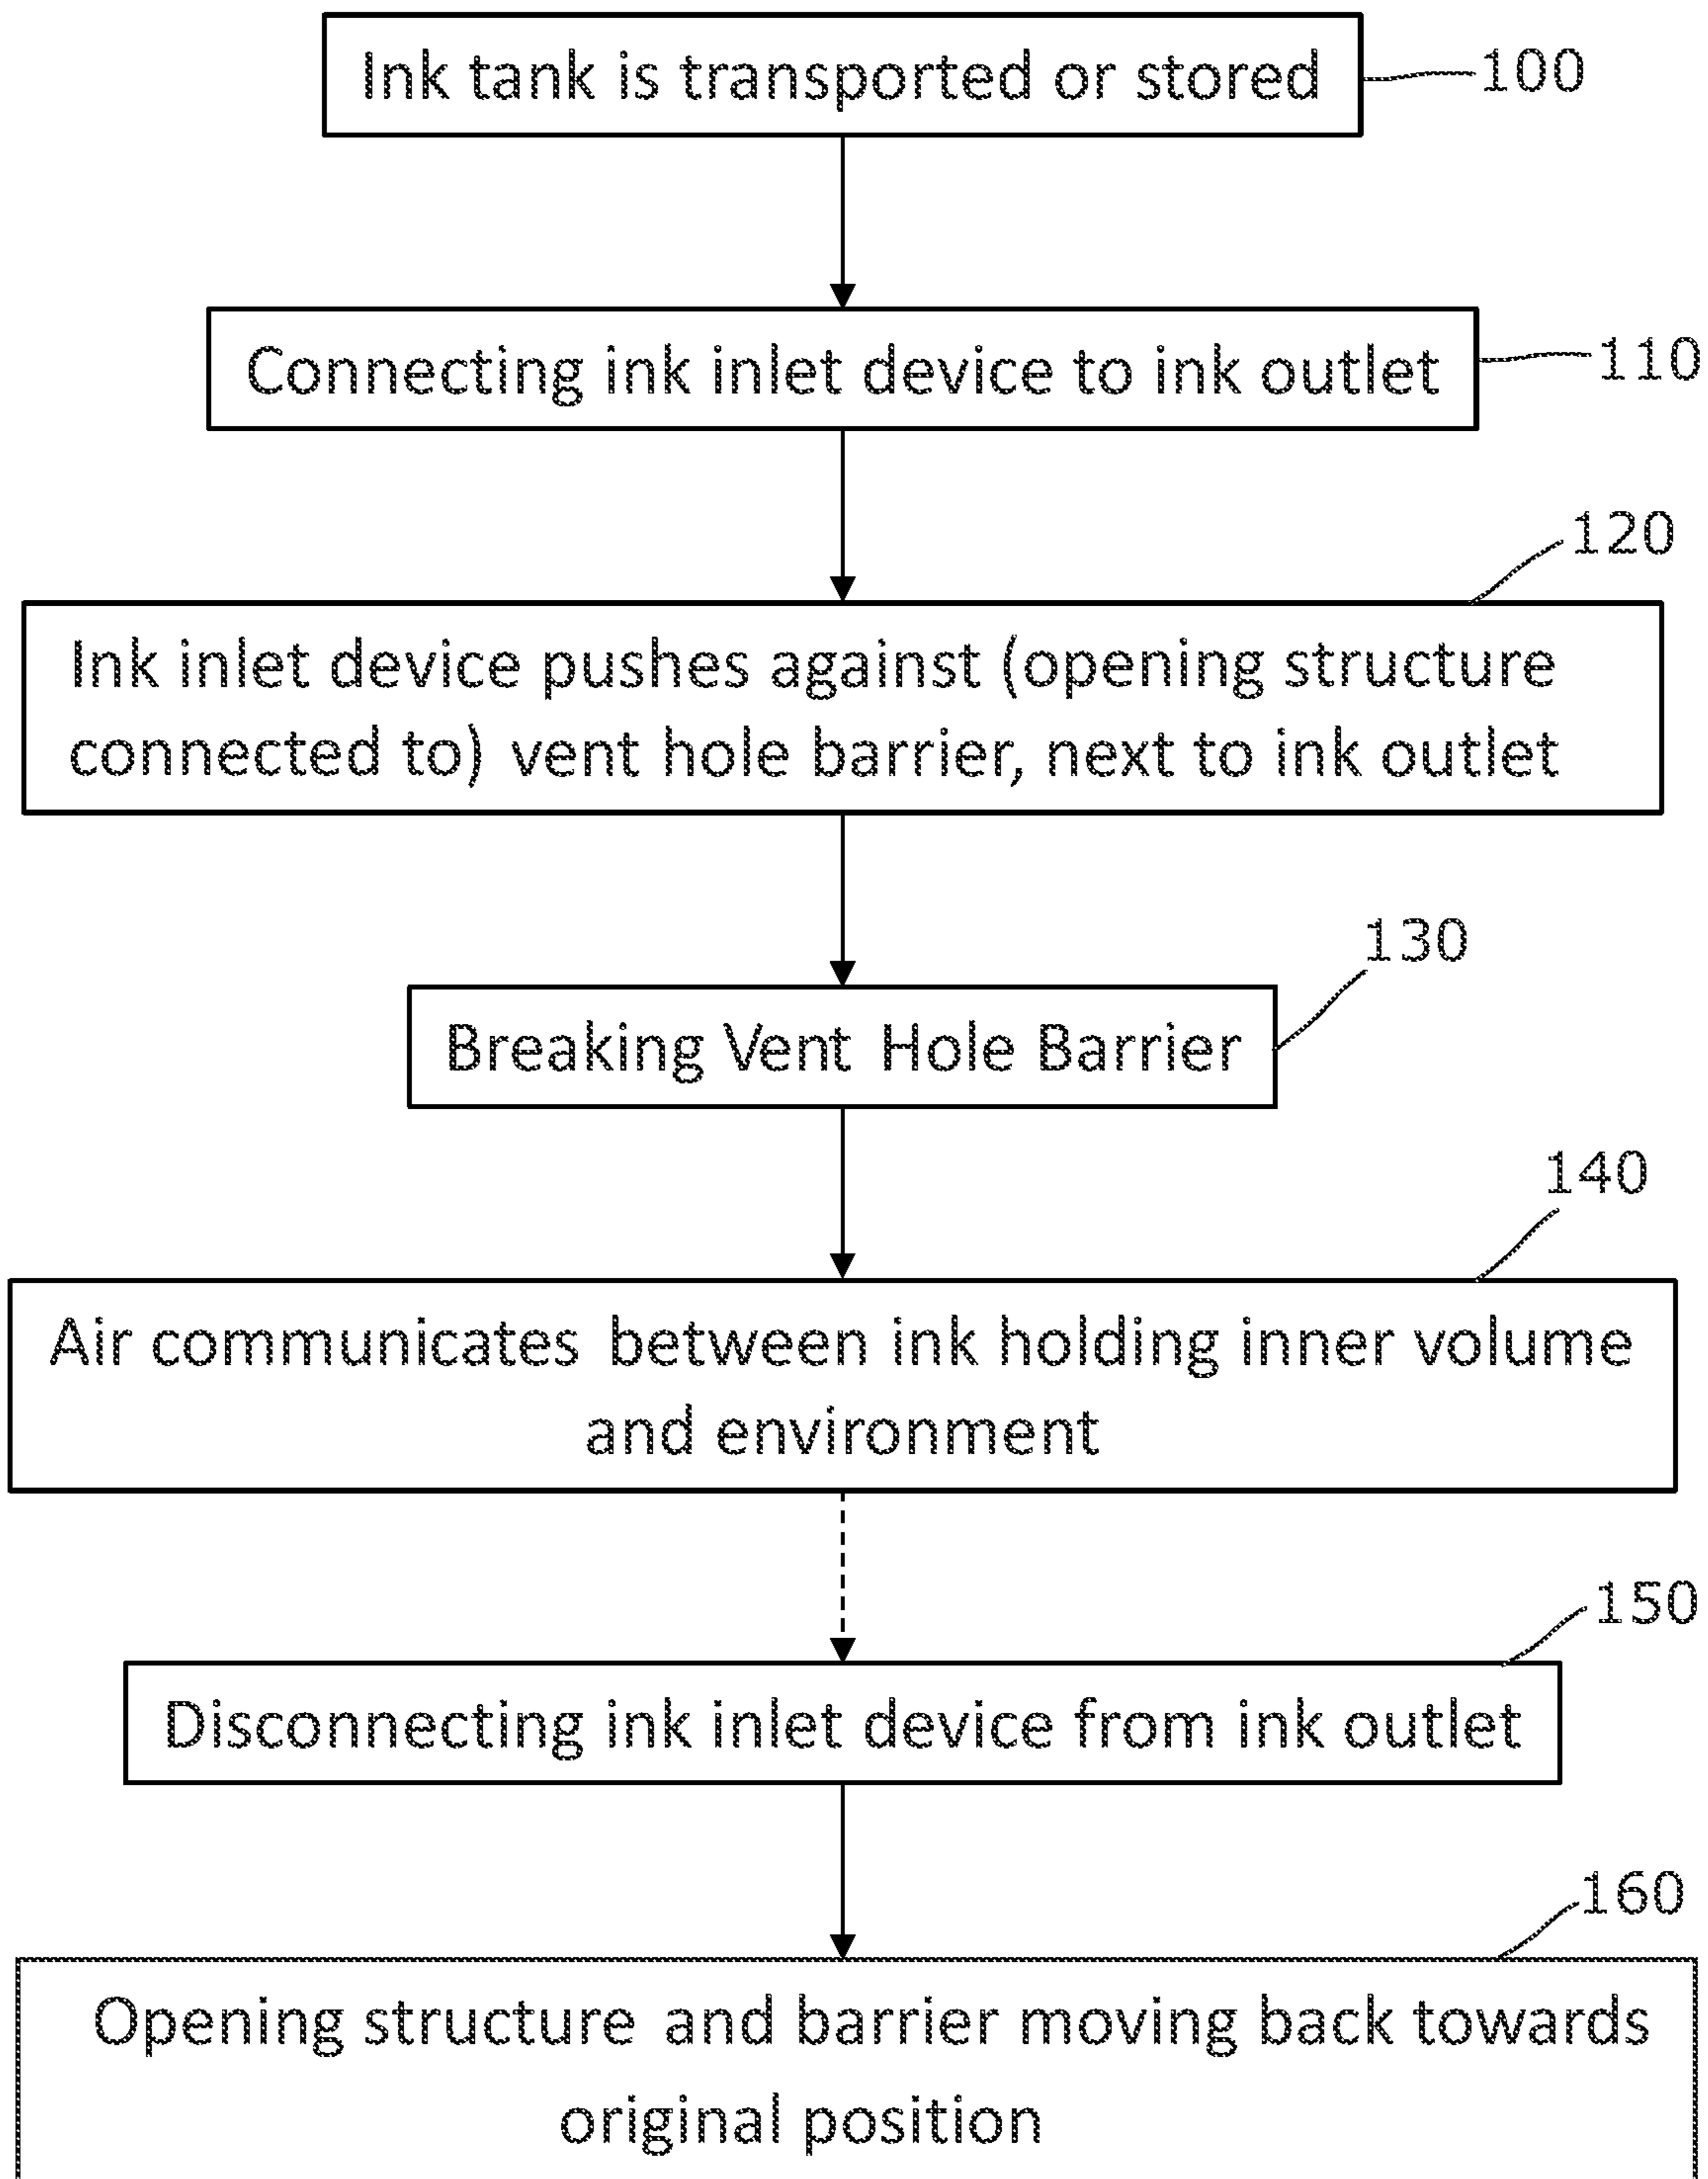 Ink tank is transported or stored
100
Connecting ink inlet device to ink outlet
110
120
Ink inlet device pushes against (opening structure
connected to) vent hole barrier, next to ink outlet
130
Breaking Vent Hole Barrier
140
Air communicates between ink holding inner volume
and environment
150
Disconnecting ink inlet device from ink outlet
160
Opening structure and barrier moving back towards
original position